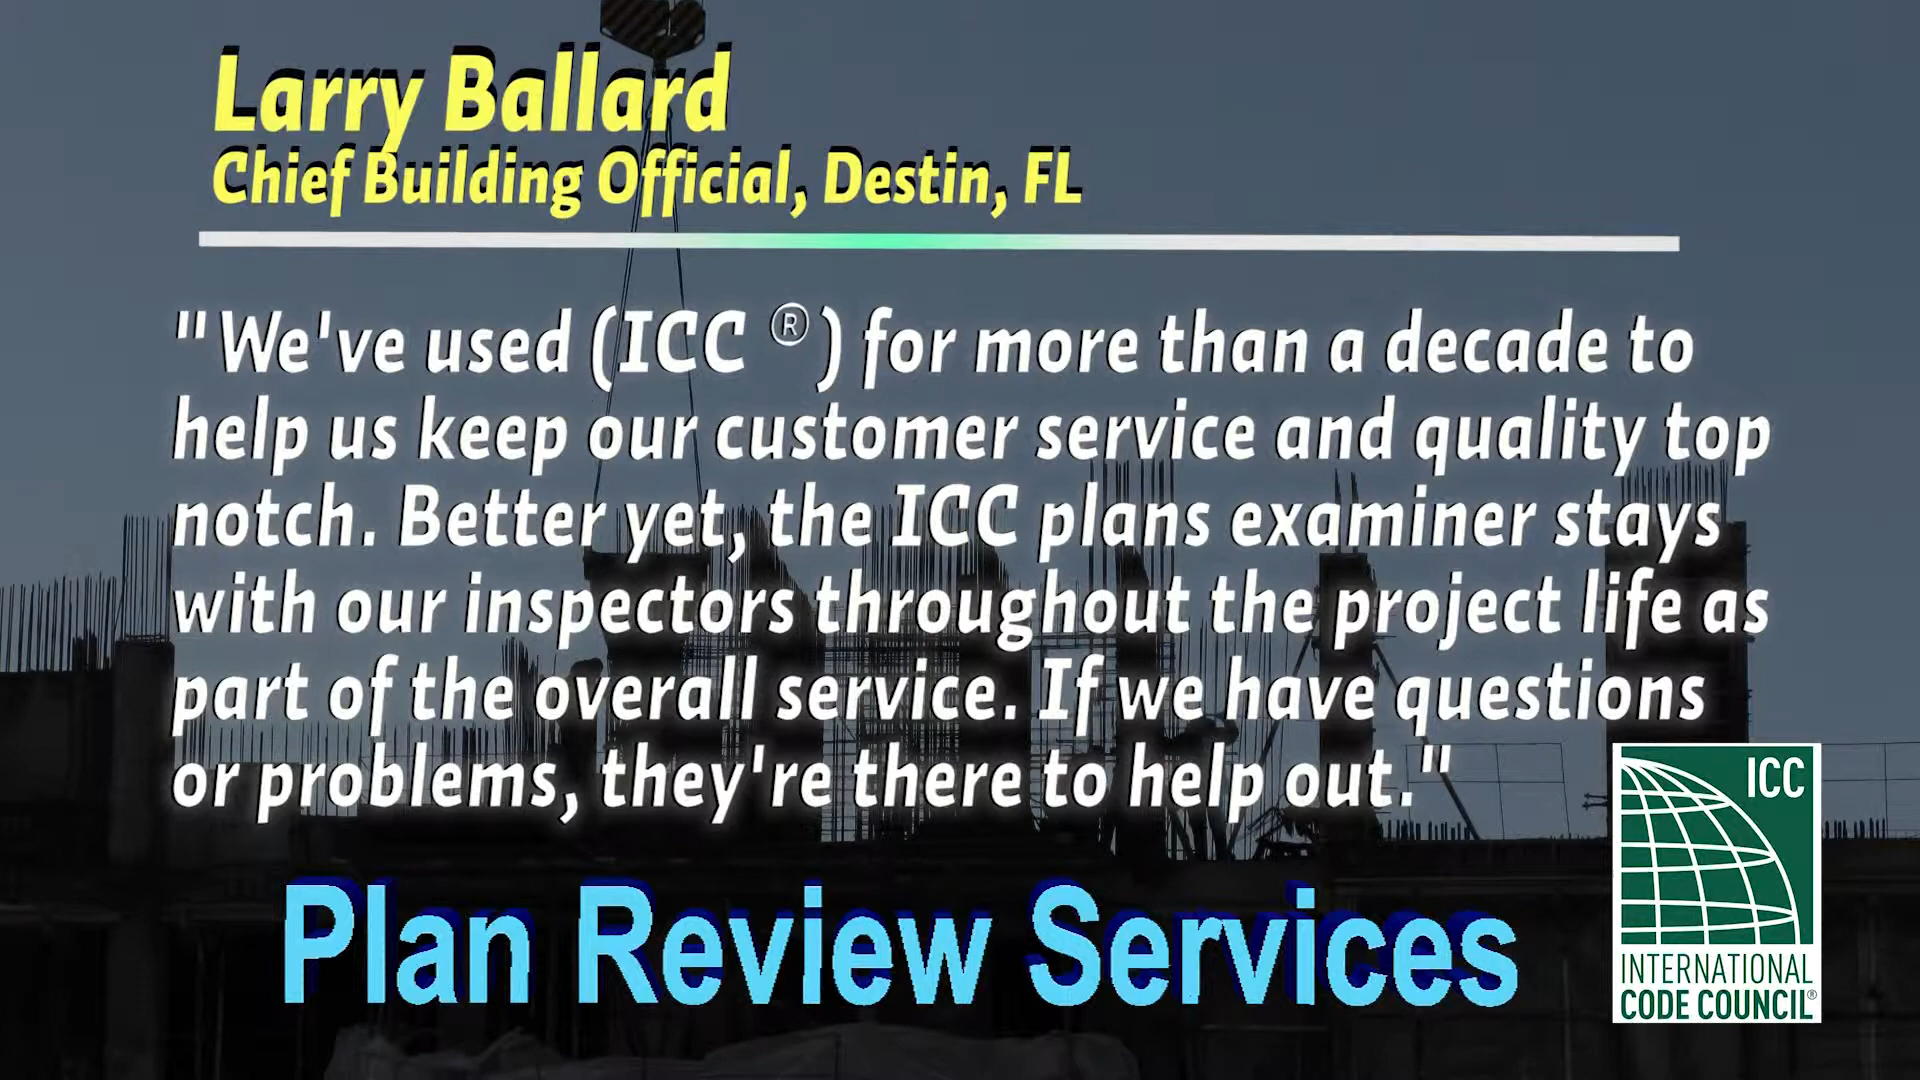 Larry Ballard
Chief Building Official, Destin, FL
"We've used (ICC ®) for more than a decade to
help us keep our customer service and quality top
notch. Better yet, the ICC plans examiner stays
with our inspectors throughout the project life as
part of the overall service. If we have questions
or problems, they're there to help out."
Plan Review Services
ICC
INTERNATIONAL
CODE COUNCIL®